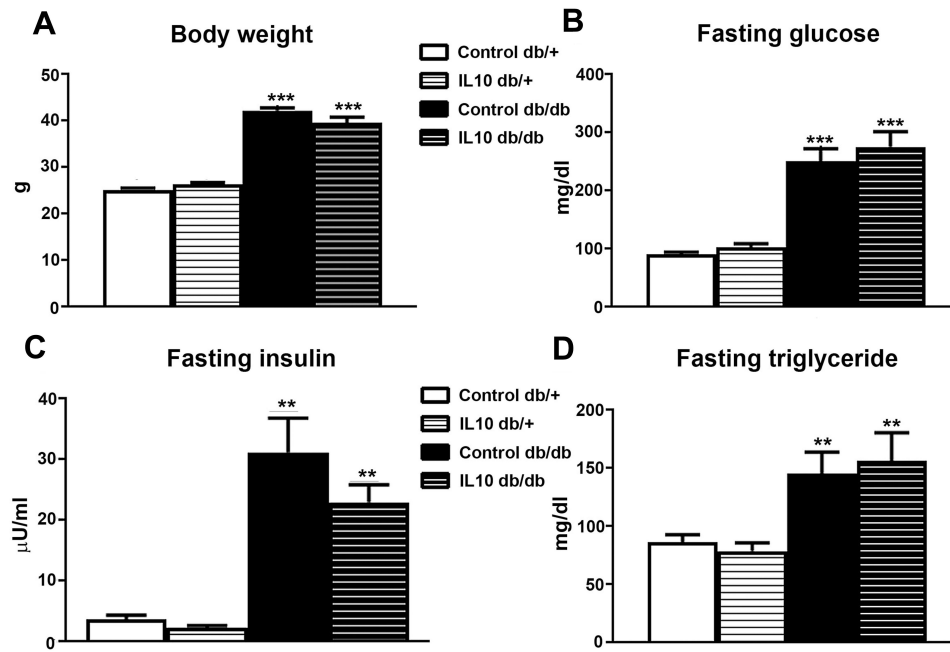 A
Body weight
g
50
40
30
20
10
0
***
***
Control db/+
IL10 db/+
Control db/db
IL10 db/db
B
Fasting glucose
mg/dl
400
300
200
100
0
***
***
C
Fasting insulin
µU/ml
40
30
20
10
0
**
**
Control db/+
IL10 db/+
Control db/db
IL10 db/db
D
Fasting triglyceride
mg/dl
200
150
100
50
0
**
**